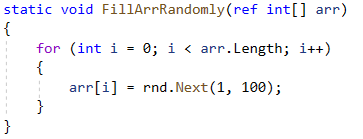 static void FillArrRandomly(ref int[] arr)
{
    for (int i = 0; i < arr.Length; i++)
    {
        arr[i] = rnd.Next(1, 100);
    }
}